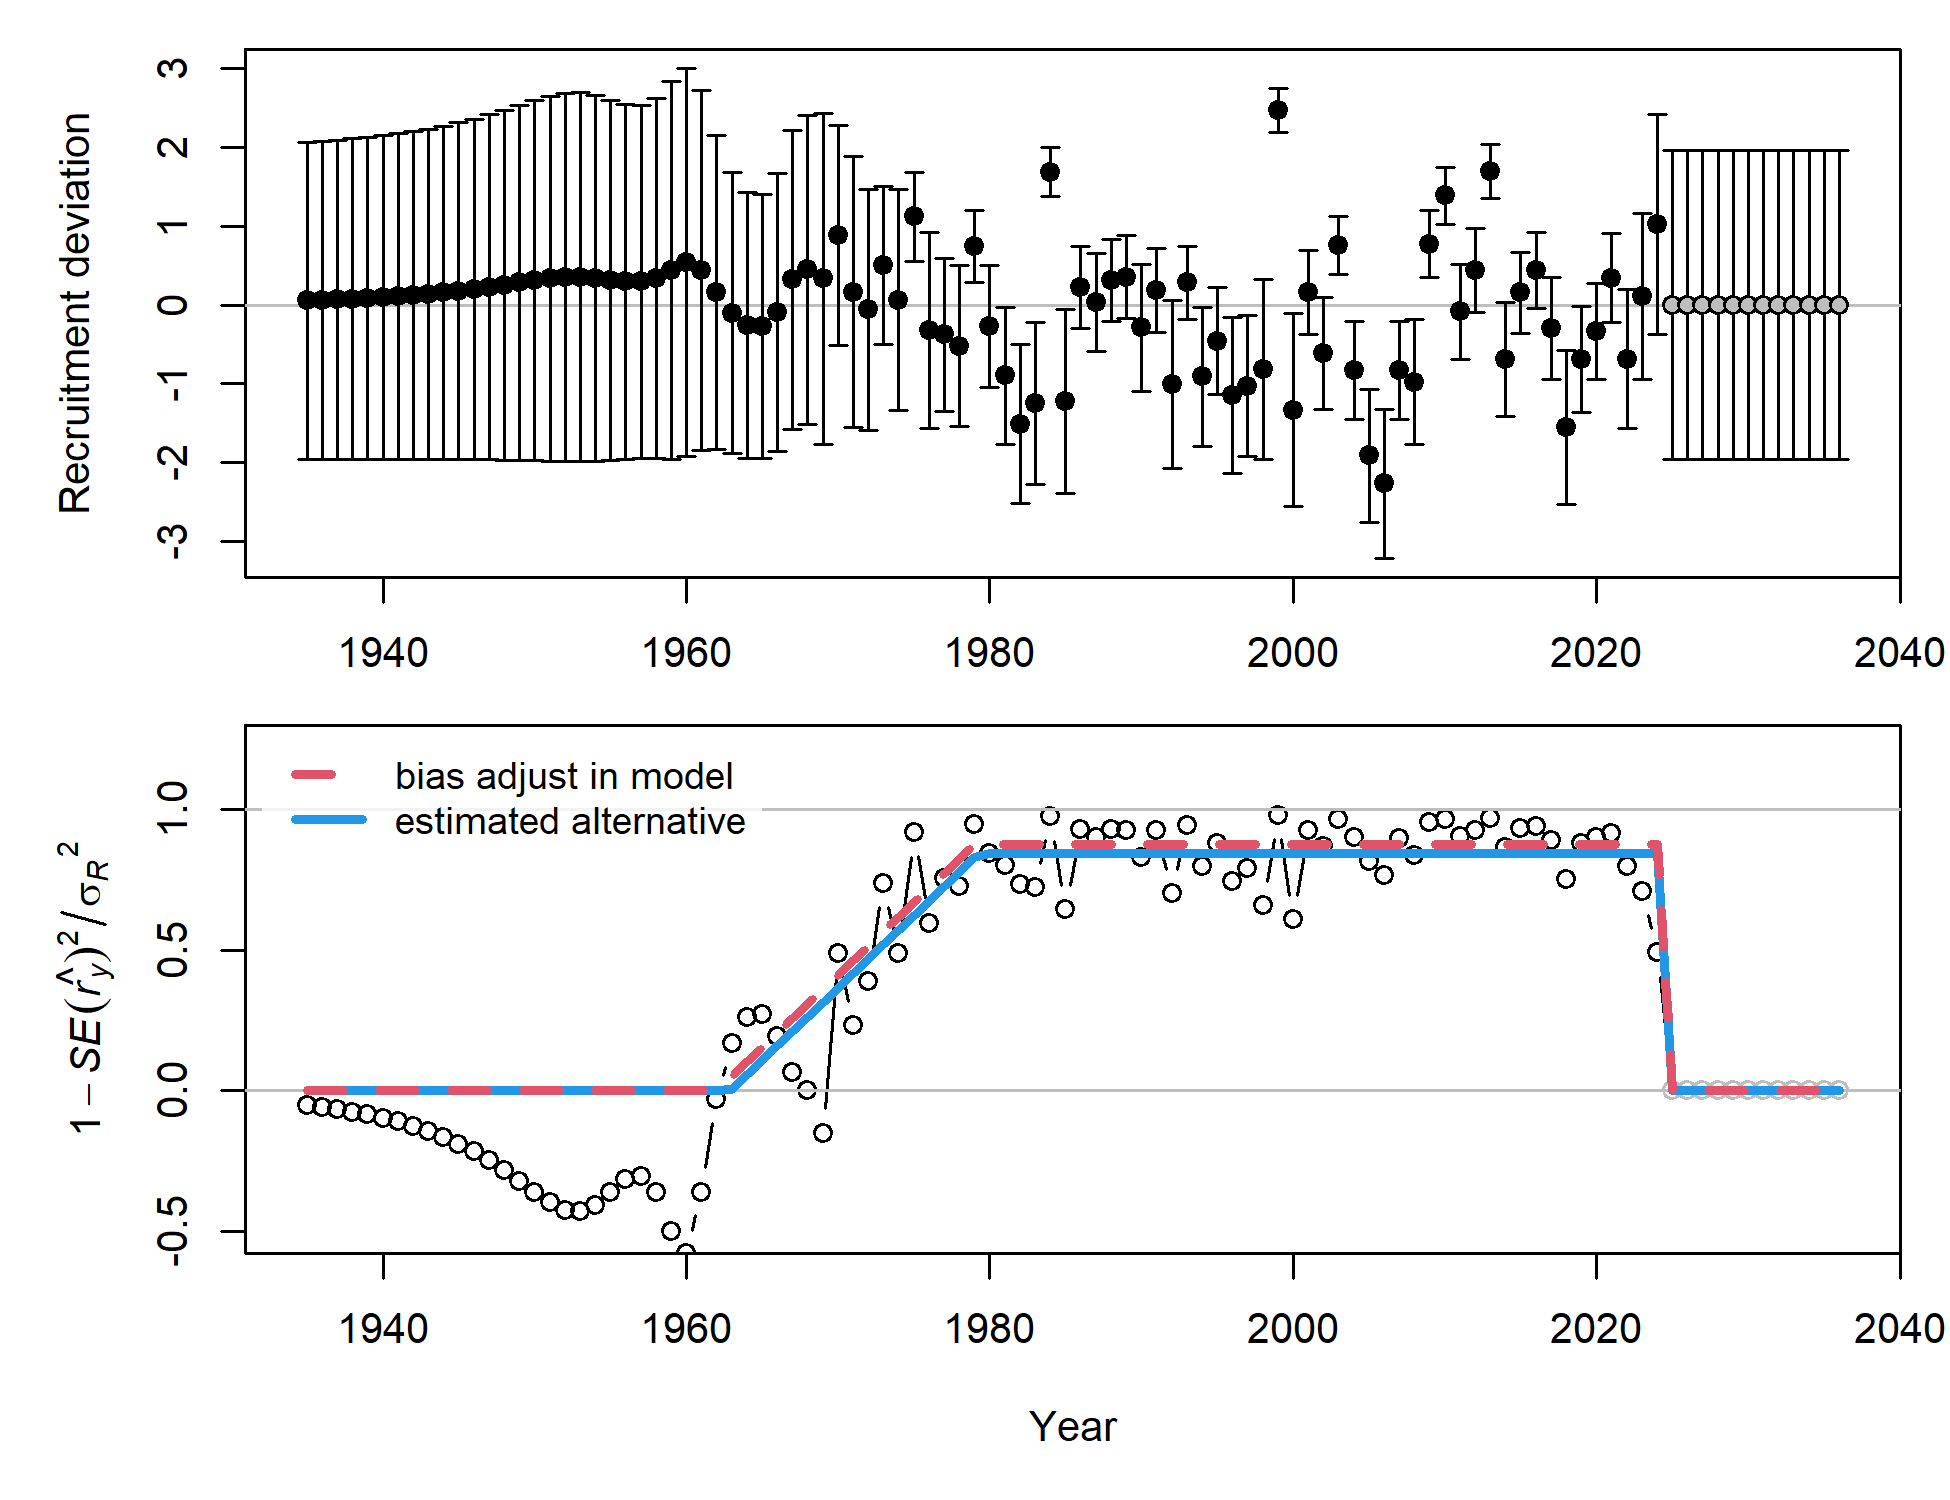 Recruitment deviation
3
2
1
0
-1
-2
-3
1940 1960 1980 2000 2020 2040
bias adjust in model
estimated alternative
1 − SE(r̂y)² / σR²
1.0
0.5
0.0
-0.5
1940 1960 1980 2000 2020 2040
Year